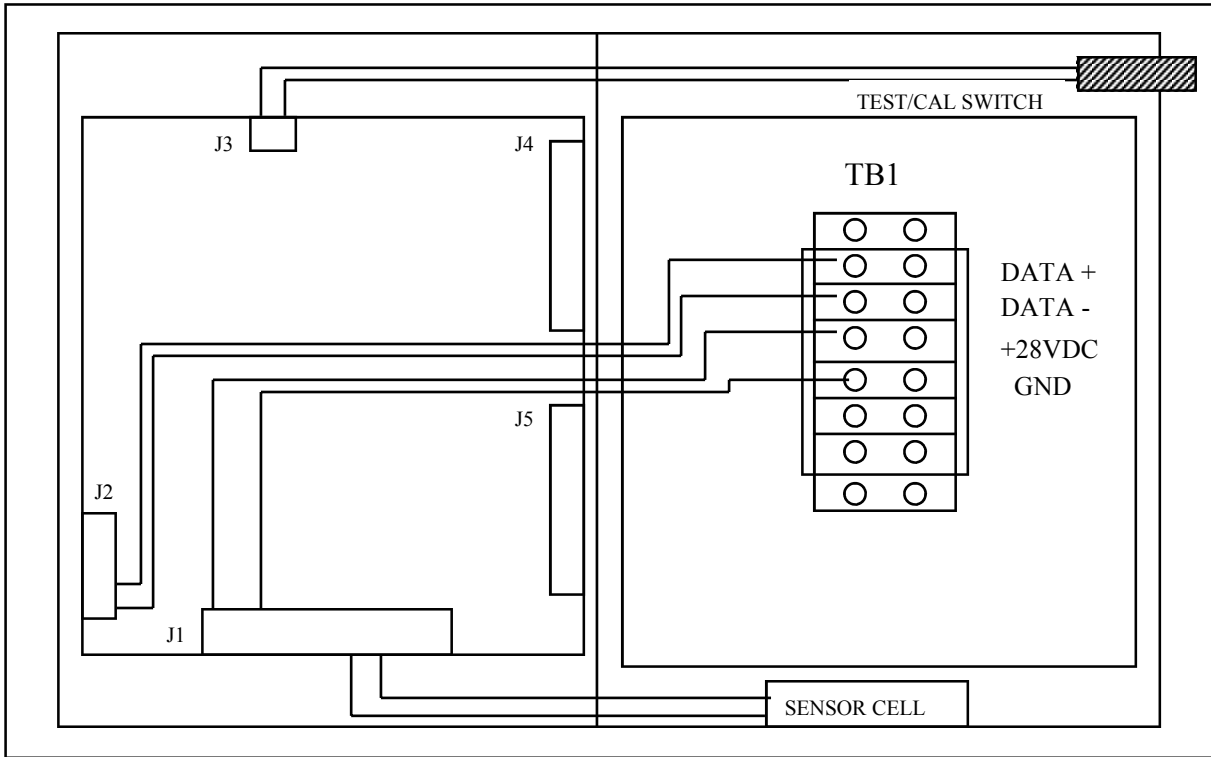 TEST/CAL SWITCH
J3
J4
TB1
DATA +
DATA -
+28VDC
GND
J5
J2
J1
SENSOR CELL